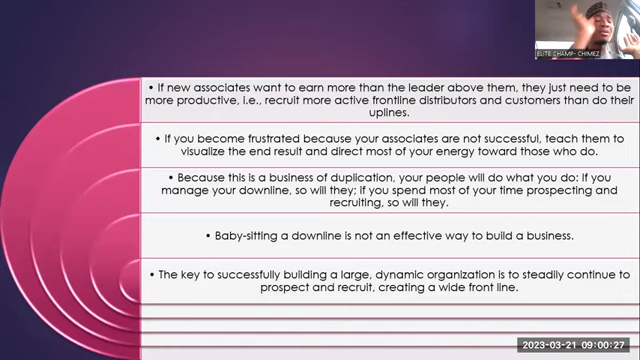 ELITE CHAMP- CHIMEZ
• If new associates want to earn more than the leader above them, they just need to be
more productive, i.e., recruit more active frontline distributors and customers than do their
uplines.
• If you become frustrated because your associates are not successful, teach them to
visualize the end result and direct most of your energy toward those who do.
• Because this is a business of duplication, your people will do what you do: if you
manage your downline, so will they; if you spend most of your time prospecting and
recruiting, so will they.
• Baby-sitting a downline is not an effective way to build a business.
• The key to successfully building a large, dynamic organization is to steadily continue to
prospect and recruit, creating a wide front line.
2023-03-21 09:00:27